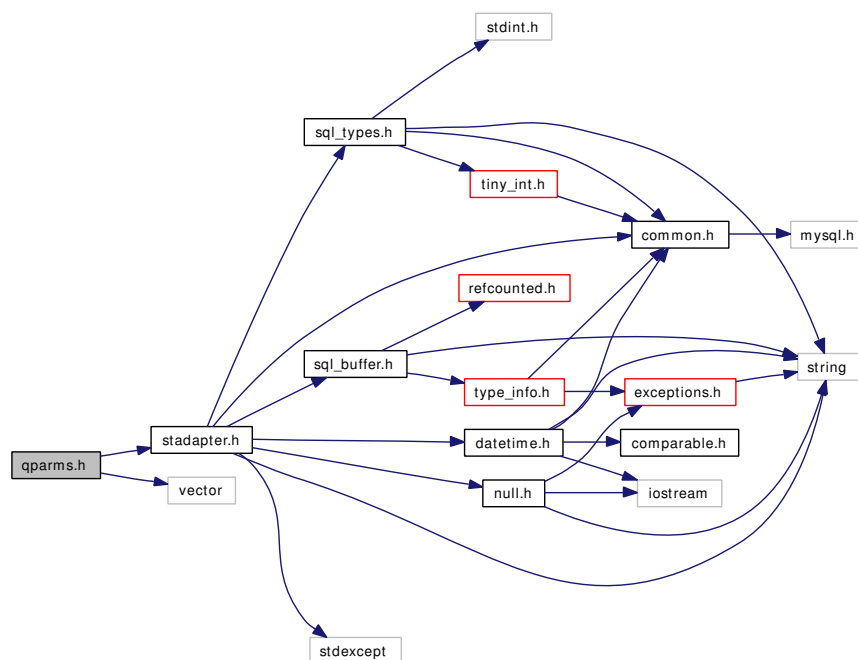 stdint.h
sql_types.h
tiny_int.h
common.h
mysql.h
refcounted.h
sql_buffer.h
string
type_info.h
exceptions.h
stadapter.h
datetime.h
comparable.h
qparms.h
vector
null.h
iostream
stdexcept